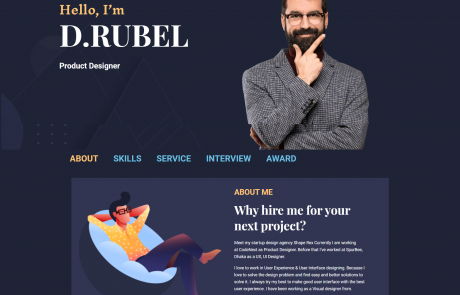 Hello, I'm
D.RUBEL
Product Designer
ABOUT SKILLS SERVICE INTERVIEW AWARD
ABOUT ME
Why hire me for your
next project?
Meet my startup design agency Shape Rex Currently I am working
at CodeNext as Product Designer. Before that I've worked at Sparflex,
Dhaka as a UX, UI Designer.
I love to work in User Experience & User Interface designing. Because I
love to solve the design problem and find easy and better solutions to
solve it. I always try my best to make good user interface with the best
user experience. I have been working as a Visual designer from